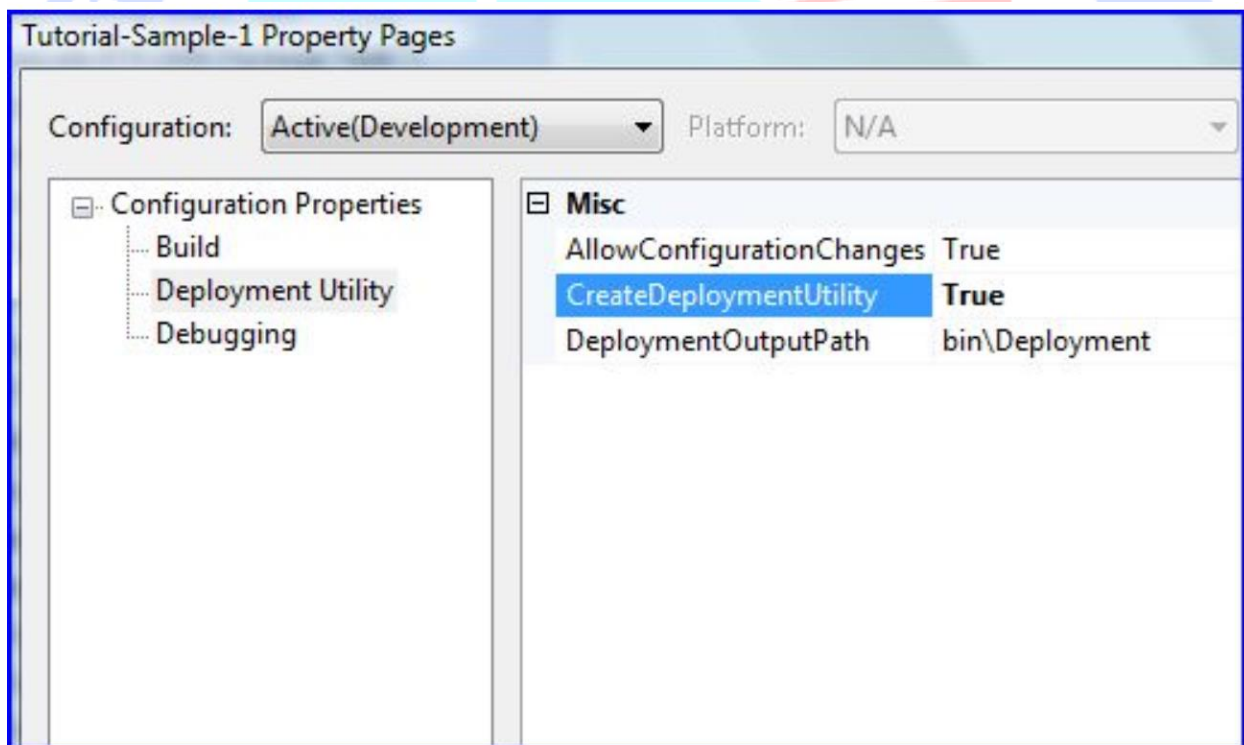 Tutorial-Sample-1 Property Pages
Configuration: Active(Development) Platform: N/A
Configuration Properties
Build
Deployment Utility
Debugging
Misc
AllowConfigurationChanges True
CreateDeploymentUtility True
DeploymentOutputPath bin\Deployment